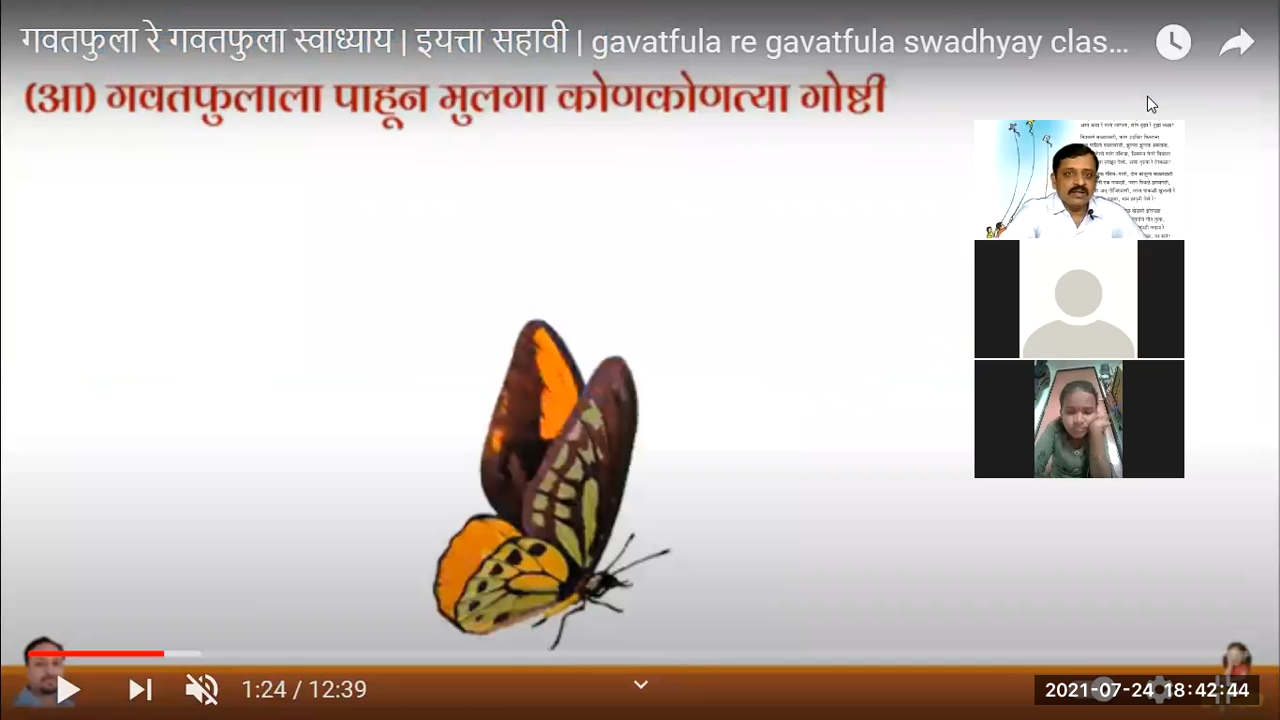 गवतफुला रे गवतफुला स्वाध्याय | इयत्ता सहावी | gavatfula re gavatfula swadhyay clas...
(आ) गवतफुलाला पाहून मुलगा कोणकोणत्या गोष्टी
1:24 / 12:39
2021-07-24 18:42:44